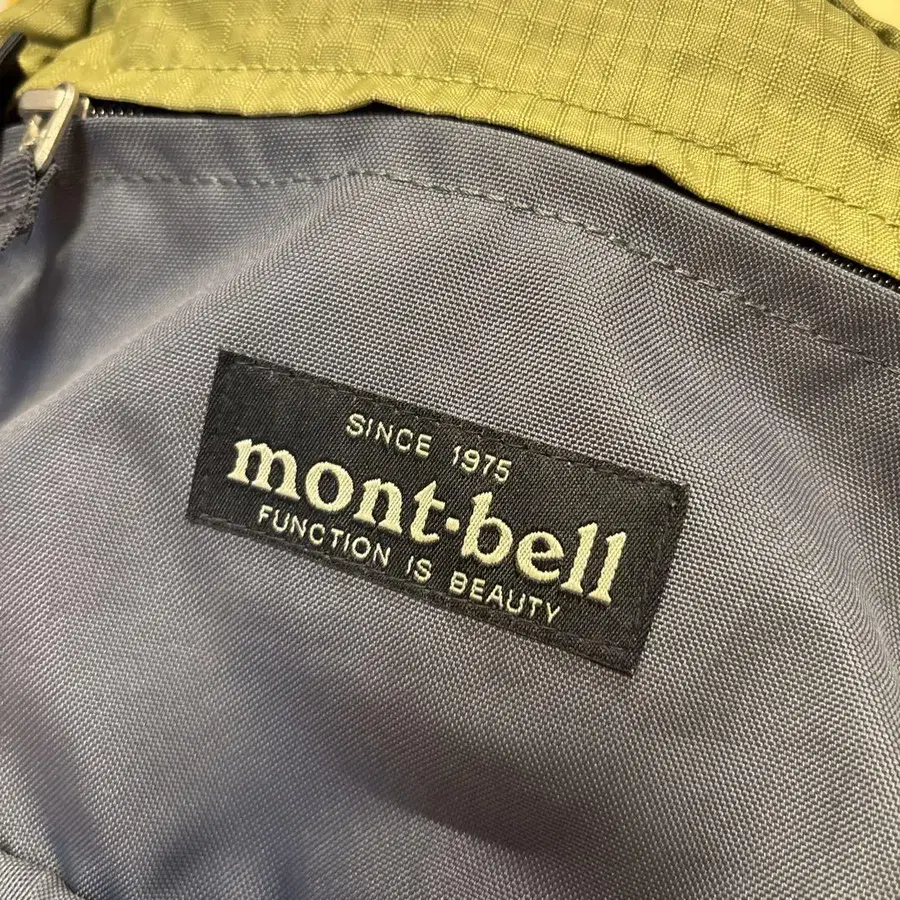 SINCE 1975
mont-bell
FUNCTION IS BEAUTY